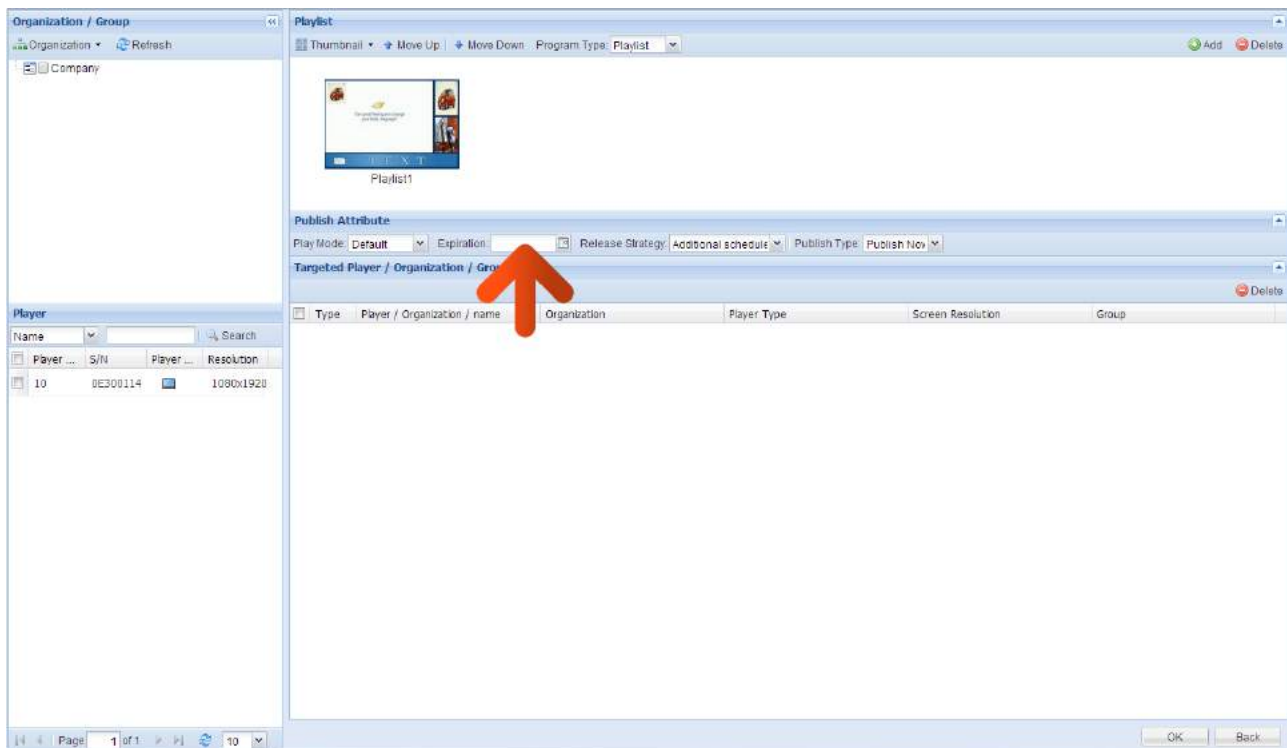 Organization / Group
Organization
Refresh
Company
Player
Name
Search
Player ... S/N Player ... Resolution
10 0E300114 1080x1920
Page 1 of 1 10
Playlist
Thumbnail Move Up Move Down Program Type: Playlist
Add Delete
TEXT
Playlist1
Publish Attribute
Play Mode: Default Expiration: Release Strategy: Additional schedule Publish Type: Publish Nov
Targeted Player / Organization / Gro
Delete
Type Player / Organization / name Organization Player Type Screen Resolution Group
OK Back